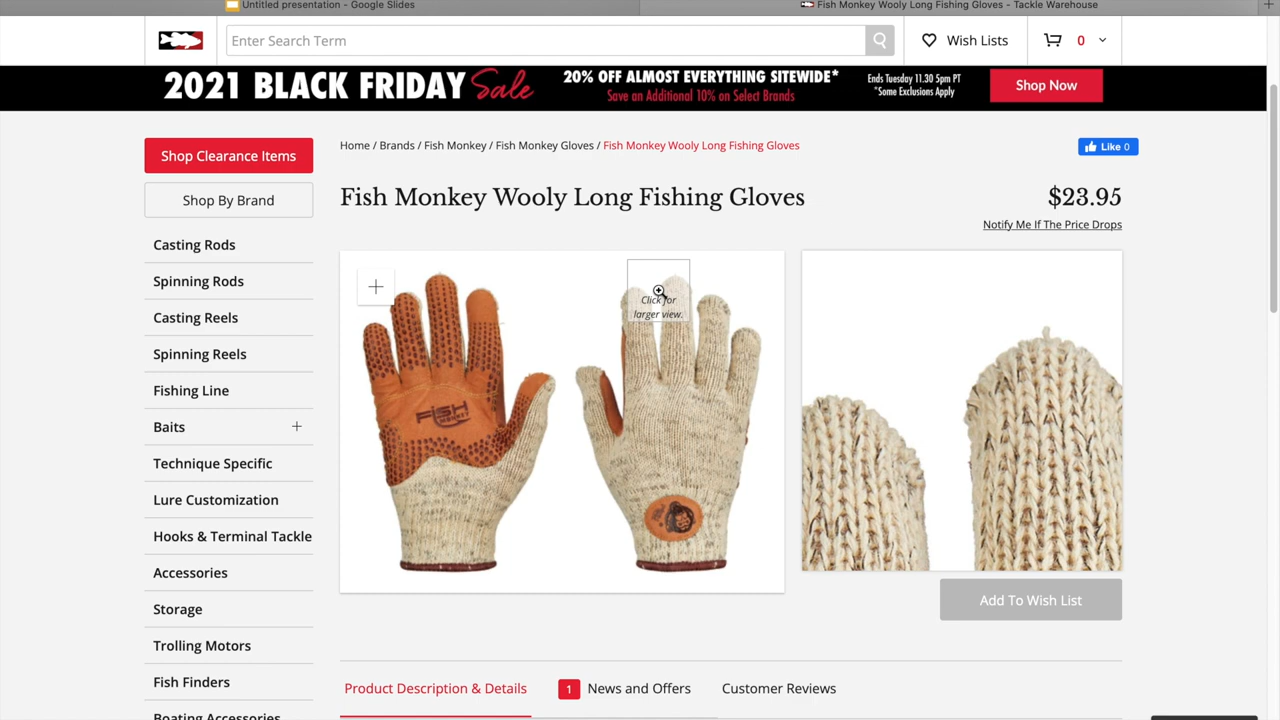 Untitled presentation - Google Slides
Fish Monkey Wooly Long Fishing Gloves - Tackle Warehouse
Enter Search Term
Wish Lists
0
2021 BLACK FRIDAY Sale
20% OFF ALMOST EVERYTHING SITEWIDE*
Save an Additional 10% on Select Brands
Ends Tuesday 11.30 5pm PT
*Some Exclusions Apply
Shop Now
Shop Clearance Items
Shop By Brand
Casting Rods
Spinning Rods
Casting Reels
Spinning Reels
Fishing Line
Baits
Technique Specific
Lure Customization
Hooks & Terminal Tackle
Accessories
Storage
Trolling Motors
Fish Finders
Boating Accessories
Home / Brands / Fish Monkey / Fish Monkey Gloves / Fish Monkey Wooly Long Fishing Gloves
Like 0
Fish Monkey Wooly Long Fishing Gloves
$23.95
Notify Me If The Price Drops
Click for
larger view.
FISH
MONKEY
Add To Wish List
Product Description & Details
1 News and Offers
Customer Reviews